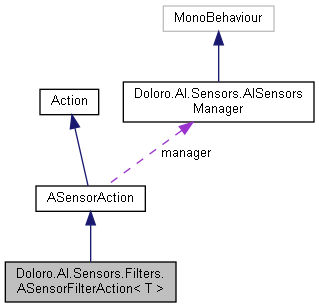 MonoBehaviour
Doloro.AI.Sensors.AISensors
Manager
Action
manager
ASensorAction
Doloro.AI.Sensors.Filters.
ASensorFilterAction< T >